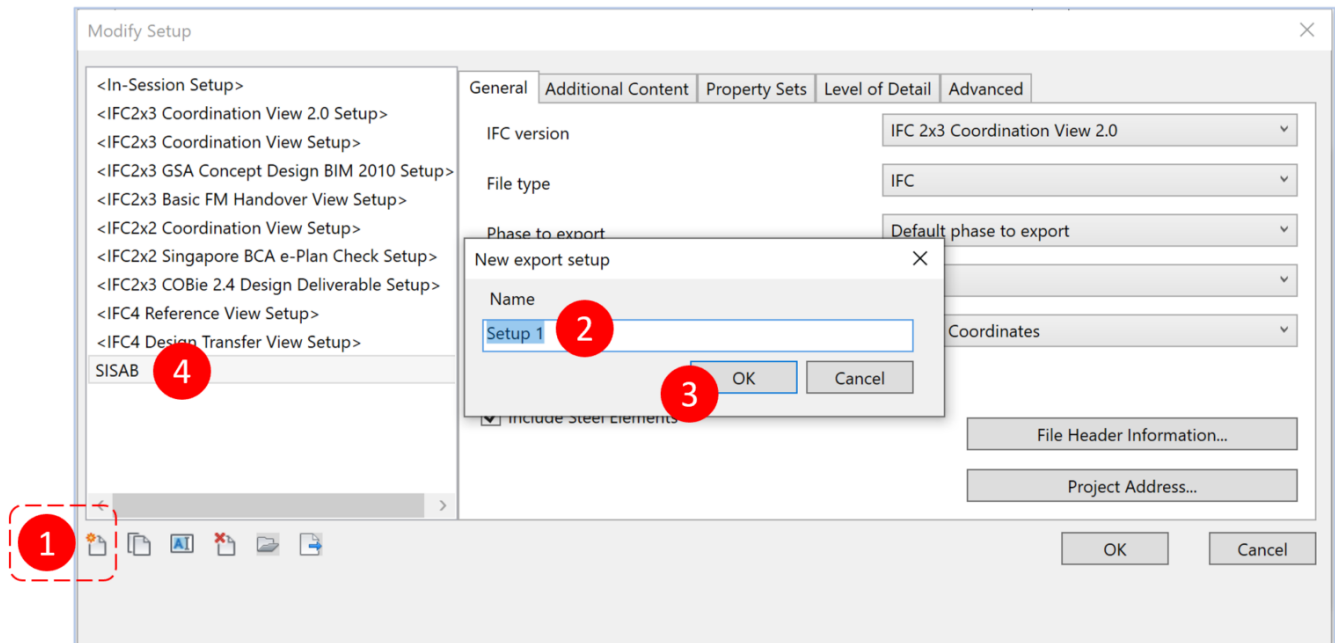 Modify Setup
<In-Session Setup>
<IFC2x3 Coordination View 2.0 Setup>
<IFC2x3 Coordination View Setup>
<IFC2x3 GSA Concept Design BIM 2010 Setup>
<IFC2x3 Basic FM Handover View Setup>
<IFC2x2 Coordination View Setup>
<IFC2x2 Singapore BCA e-Plan Check Setup>
<IFC2x3 COBie 2.4 Design Deliverable Setup>
<IFC4 Reference View Setup>
<IFC4 Design Transfer View Setup>
SISAB 4
General Additional Content Property Sets Level of Detail Advanced
IFC version IFC 2x3 Coordination View 2.0
File type IFC
Phase to export Default phase to export
Coordinates
New export setup
Name
Setup 1 2
3 OK Cancel
Include Steel Elements
File Header Information...
Project Address...
1 AI
OK Cancel